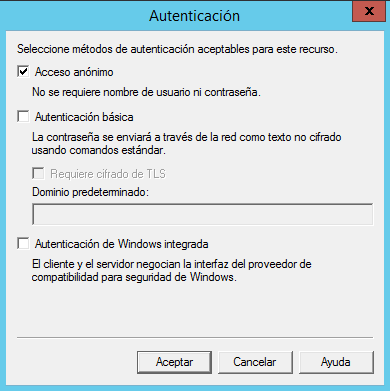 Autenticación
x
Seleccione métodos de autenticación aceptables para este recurso.
Acceso anónimo
No se requiere nombre de usuario ni contraseña.
Autenticación básica
La contraseña se enviará a través de la red como texto no cifrado
usando comandos estándar.
Requiere cifrado de TLS
Dominio predeterminado:
Autenticación de Windows integrada
El cliente y el servidor negocian la interfaz del proveedor de
compatibilidad para seguridad de Windows.
Aceptar
Cancelar
Ayuda